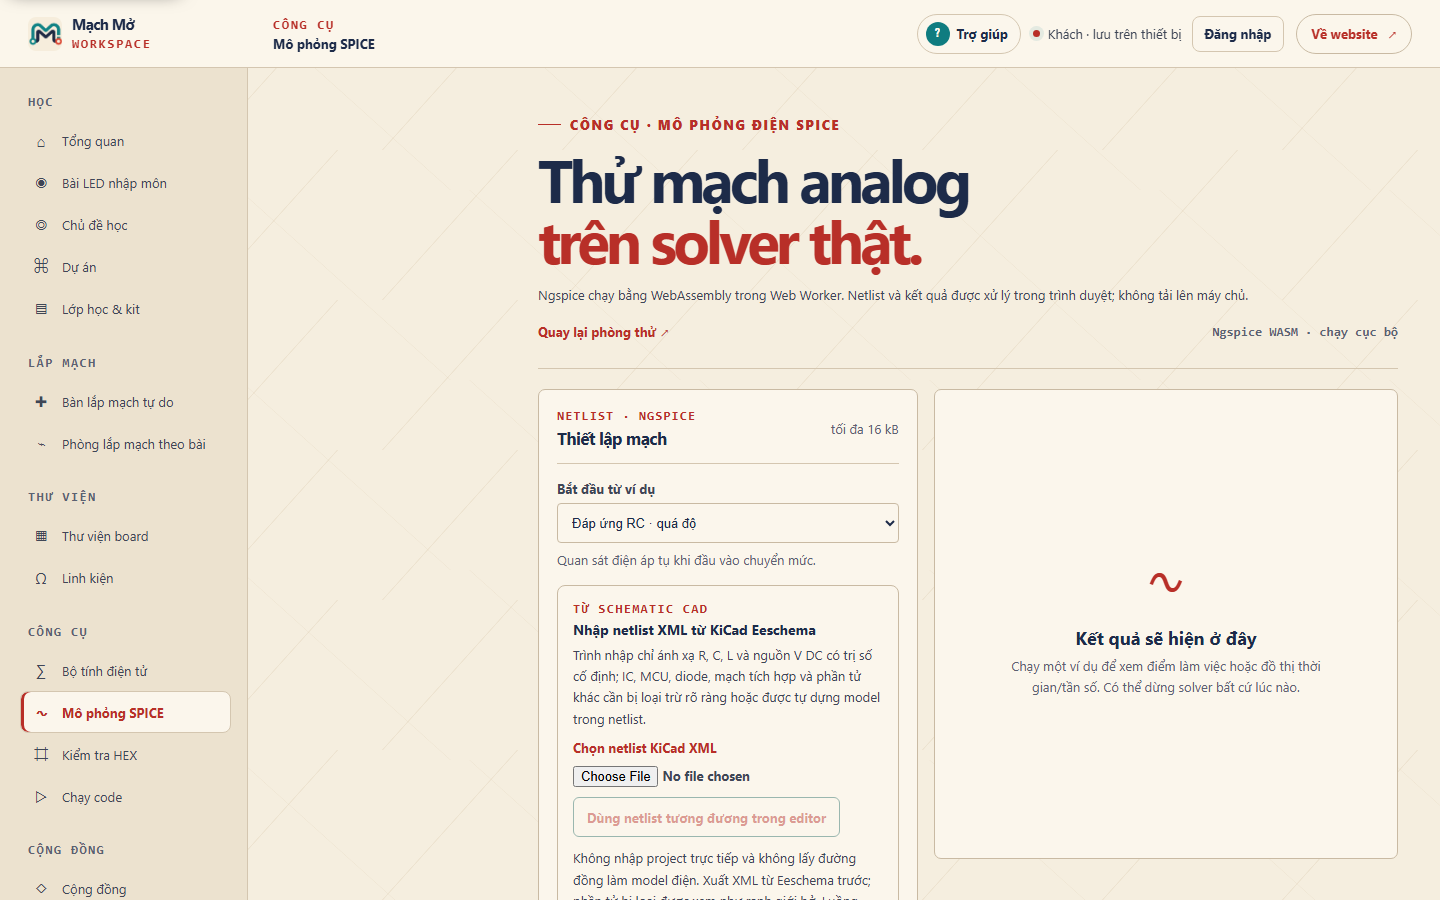 Mạch Mở
WORKSPACE
CÔNG CỤ
Mô phỏng SPICE
? Trợ giúp
Khách · lưu trên thiết bị
Đăng nhập
Về website ↗
HỌC
Tổng quan
Bài LED nhập môn
Chủ đề học
Dự án
Lớp học & kit
LẮP MẠCH
Bàn lắp mạch tự do
Phòng lắp mạch theo bài
THƯ VIỆN
Thư viện board
Linh kiện
CÔNG CỤ
Bộ tính điện tử
Mô phỏng SPICE
Kiểm tra HEX
Chạy code
CỘNG ĐỒNG
Cộng đồng
CÔNG CỤ · MÔ PHỎNG ĐIỆN SPICE
Thử mạch analog
trên solver thật.
Ngspice chạy bằng WebAssembly trong Web Worker. Netlist và kết quả được xử lý trong trình duyệt; không tải lên máy chủ.
Quay lại phòng thử ↗
Ngspice WASM · chạy cục bộ
NETLIST · NGSPICE
Thiết lập mạch
tối đa 16 kB
Bắt đầu từ ví dụ
Đáp ứng RC · quá độ
Quan sát điện áp tụ khi đầu vào chuyển mức.
TỪ SCHEMATIC CAD
Nhập netlist XML từ KiCad Eeschema
Trình nhập chỉ ánh xạ R, C, L và nguồn V DC có trị số
cố định; IC, MCU, diode, mạch tích hợp và phần tử
khác cần bị loại trừ rõ ràng hoặc được tự dựng model
trong netlist.
Chọn netlist KiCad XML
Choose File No file chosen
Dùng netlist tương đương trong editor
Không nhập project trực tiếp và không lấy đường
đồng làm model điện. Xuất XML từ Eeschema trước;
Kết quả sẽ hiện ở đây
Chạy một ví dụ để xem điểm làm việc hoặc đồ thị thời
gian/tần số. Có thể dừng solver bất cứ lúc nào.